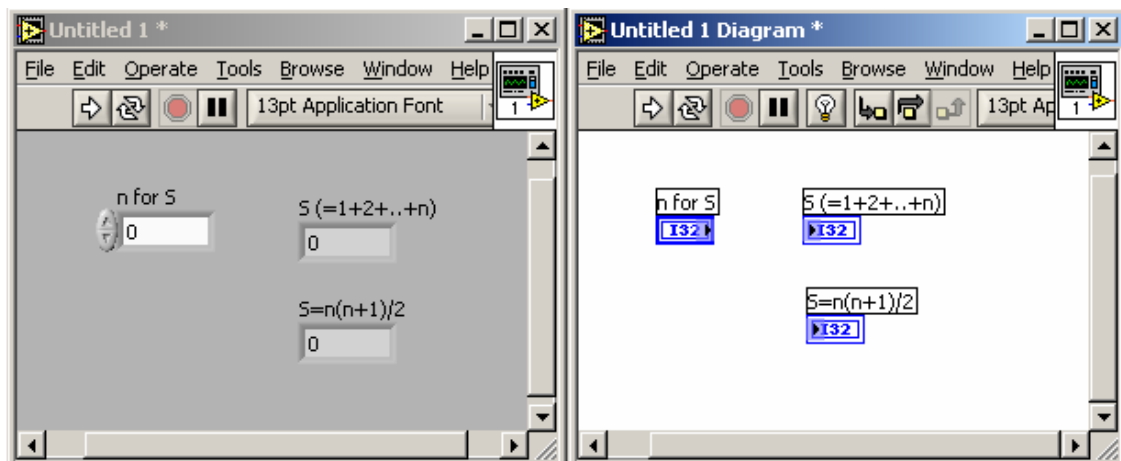 Untitled 1 *
File Edit Operate Tools Browse Window Help
13pt Application Font
1
n for S
0
S (=1+2+..+n)
0
S=n(n+1)/2
0
Untitled 1 Diagram *
File Edit Operate Tools Browse Window Help
13pt Ap
1
n for S
I32
S (=1+2+..+n)
I32
S=n(n+1)/2
I32